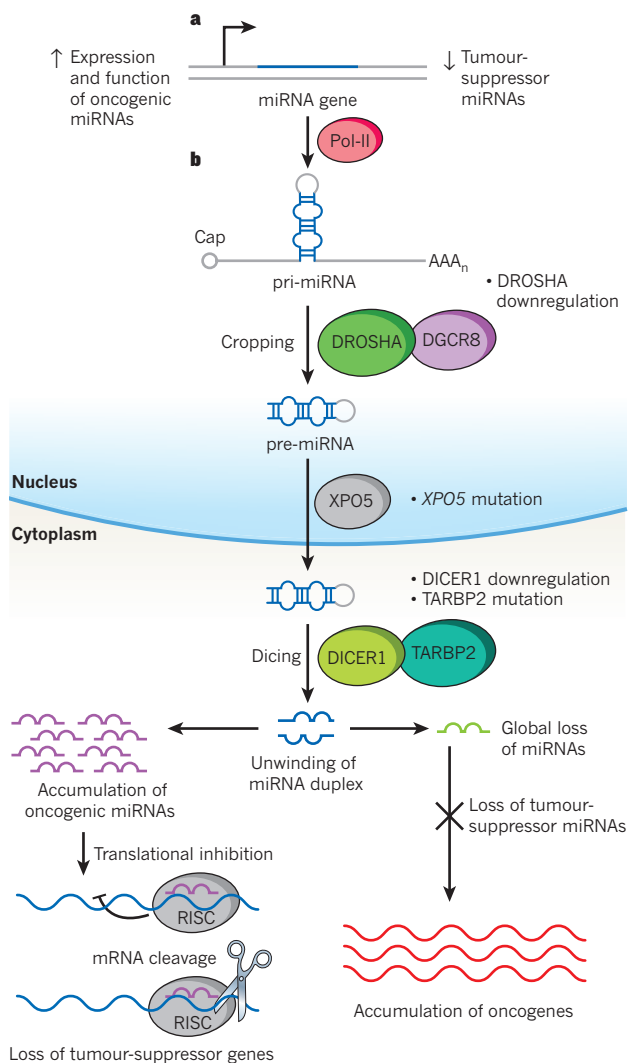 a
↑ Expression
and function
of oncogenic
miRNAs
↓ Tumour-
suppressor
miRNAs
miRNA gene
Pol-II
b
Cap
AAAn
pri-miRNA
• DROSHA
downregulation
Cropping
DROSHA
DGCR8
pre-miRNA
Nucleus
XPO5
• XPO5 mutation
Cytoplasm
• DICER1 downregulation
• TARBP2 mutation
Dicing
DICER1
TARBP2
Accumulation of
oncogenic miRNAs
Unwinding of
miRNA duplex
Global loss
of miRNAs
Loss of tumour-
suppressor miRNAs
Translational inhibition
RISC
mRNA cleavage
RISC
Loss of tumour-suppressor genes
Accumulation of oncogenes